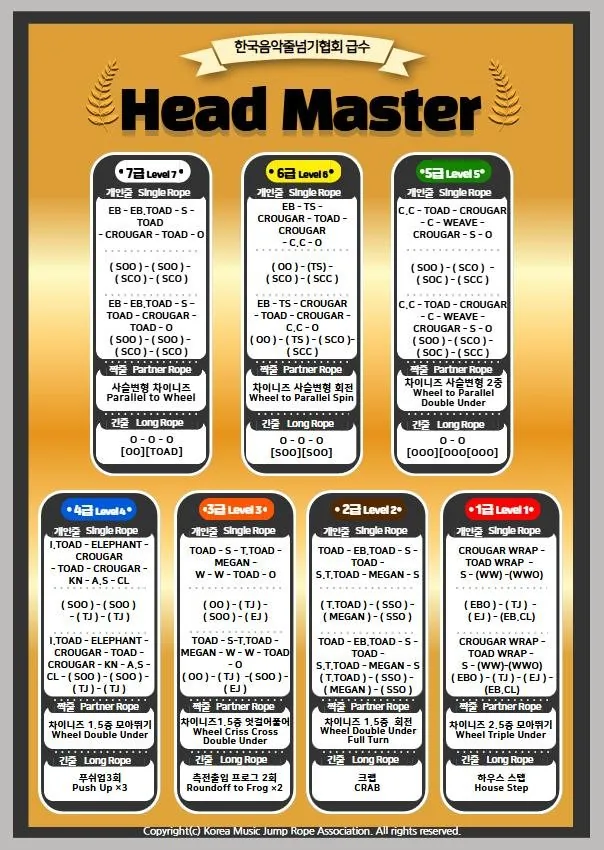 한국음악줄넘기협회 급수
Head Master
7급 Level 7
개인줄 Single Rope
EB - EB,TOAD - S -
TOAD
- CROUGAR - TOAD - O
( SOO ) - ( SOO ) -
( SCO ) - ( SCO )
EB - EB,TOAD - S -
TOAD - CROUGAR -
TOAD - O
( SOO ) - ( SOO ) -
( SCO ) - ( SCO )
짝줄 Partner Rope
사슬변형 차이니즈
Parallel to Wheel
긴줄 Long Rope
O - O - O
[OO][TOAD]
6급 Level 6
개인줄 Single Rope
EB - TS -
CROUGAR - TOAD -
CROUGAR
- C,C - O
( OO ) - (TS) -
( SCO ) - ( SCC )
EB - TS - CROUGAR
- TOAD - CROUGAR -
C,C - O
( OO ) - ( TS ) - ( SCO )-
( SCC )
짝줄 Partner Rope
차이니즈 사슬변형 회전
Wheel to Parallel Spin
긴줄 Long Rope
O - O - O
[SOO][SOO]
5급 Level 5
개인줄 Single Rope
C,C - TOAD - CROUGAR
- C - WEAVE -
CROUGAR - S - O
( SOO ) - ( SCO ) -
( SOC ) - ( SCC )
C,C - TOAD - CROUGAR
- C - WEAVE -
CROUGAR - S - O
( SOO ) - ( SCO ) -
( SOC ) - ( SCC )
짝줄 Partner Rope
차이니즈 사슬변형 2중
Wheel to Parallel
Double Under
긴줄 Long Rope
O - O
[OOO][OOO][OOO]
4급 Level 4
개인줄 Single Rope
I,TOAD - ELEPHANT -
CROUGAR
- TOAD - CROUGAR -
KN - A,S - CL
( SOO ) - ( SOO )
- ( TJ ) - ( TJ )
I,TOAD - ELEPHANT -
CROUGAR - TOAD -
CROUGAR - KN - A,S -
CL - ( SOO ) - ( SOO ) -
( TJ ) - ( TJ )
짝줄 Partner Rope
차이니즈 1.5중 모아뛰기
Wheel Double Under
긴줄 Long Rope
푸쉬업3회
Push Up ×3
3급 Level 3
개인줄 Single Rope
TOAD - S - T,TOAD -
MEGAN -
W - W - TOAD - O
( OO ) - ( TJ ) -
( SOO ) - ( EJ )
TOAD - S-T,TOAD -
MEGAN - W - W - TOAD
- O
( OO ) - ( TJ ) -( SOO ) -
( EJ )
짝줄 Partner Rope
차이니즈1.5중 엇걸어풀어
Wheel Criss Cross
Double Under
긴줄 Long Rope
측전출입 프로그 2회
Roundoff to Frog ×2
2급 Level 2
개인줄 Single Rope
TOAD - EB,TOAD - S -
TOAD -
S,T,TOAD - MEGAN - S
( T,TOAD ) - ( SSO ) -
( MEGAN ) - ( SSO )
TOAD - EB,TOAD - S -
TOAD -
S,T,TOAD - MEGAN - S
( T,TOAD ) - ( SSO ) -
( MEGAN ) - ( SSO )
짝줄 Partner Rope
차이니즈 1.5중 회전
Wheel Double Under
Full Turn
긴줄 Long Rope
크랩
CRAB
1급 Level 1
개인줄 Single Rope
CROUGAR WRAP -
TOAD WRAP -
S - (WW) -(WWO)
( EBO ) - ( TJ ) -
( EJ ) - (EB,CL)
CROUGAR WRAP -
TOAD WRAP -
S - (WW)-(WWO)
( EBO ) - ( TJ ) - ( EJ ) -
(EB,CL)
짝줄 Partner Rope
차이니즈 2.5중 모아뛰기
Wheel Triple Under
긴줄 Long Rope
하우스 스텝
House Step
Copyright(c) Korea Music Jump Rope Association. All rights reserved.